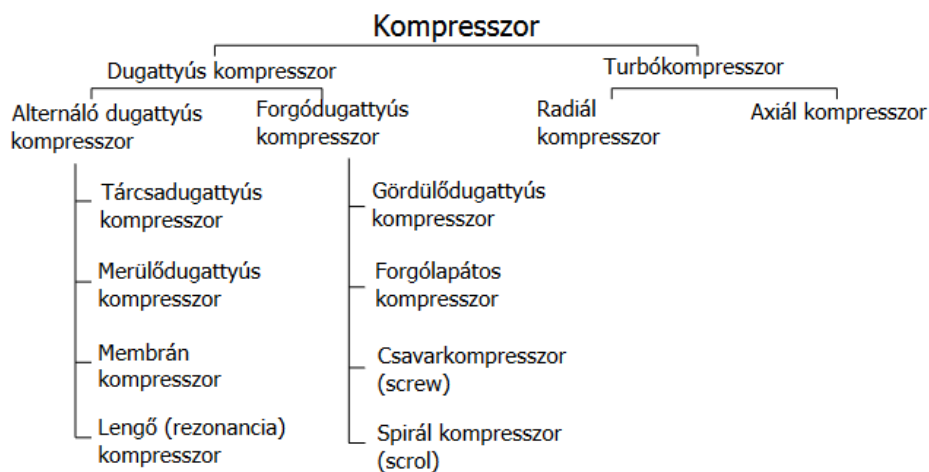 Kompresszor
Dugattyús kompresszor
Turbókompresszor
Alternáló dugattyús
kompresszor
Forgódugattyús
kompresszor
Radiál
kompresszor
Axiál kompresszor
Tárcsadugattyús
kompresszor
Merülődugattyús
kompresszor
Membrán
kompresszor
Lengő (rezonancia)
kompresszor
Gördülődugattyús
kompresszor
Forgólapátos
kompresszor
Csavarkompresszor
(screw)
Spirál kompresszor
(scrol)